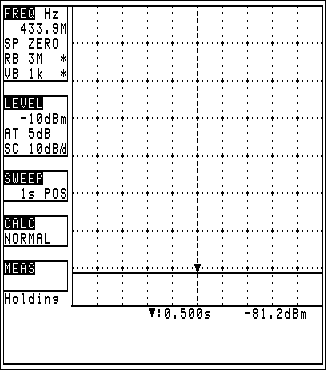 FREQ Hz
433.9M
SP ZERO
RB 3M *
VB 1k *
LEVEL
-10dBm
AT 5dB
SC 10dB/d
SWEEP
1s POS
CALC
NORMAL
MEAS
Holding
▼:0.500s -81.2dBm